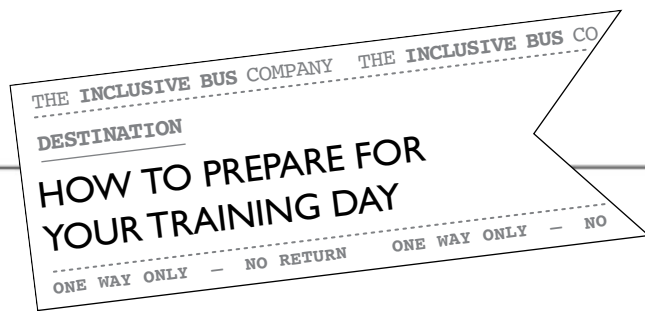 THE INCLUSIVE BUS COMPANY THE INCLUSIVE BUS CO
DESTINATION
HOW TO PREPARE FOR
YOUR TRAINING DAY
ONE WAY ONLY – NO RETURN ONE WAY ONLY – NO